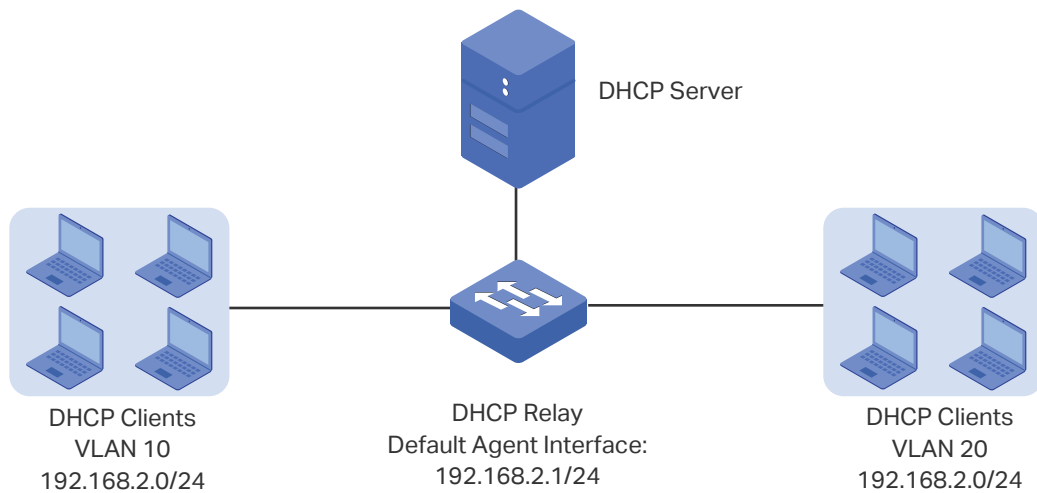 DHCP Server
DHCP Clients
VLAN 10
192.168.2.0/24
DHCP Relay
Default Agent Interface:
192.168.2.1/24
DHCP Clients
VLAN 20
192.168.2.0/24